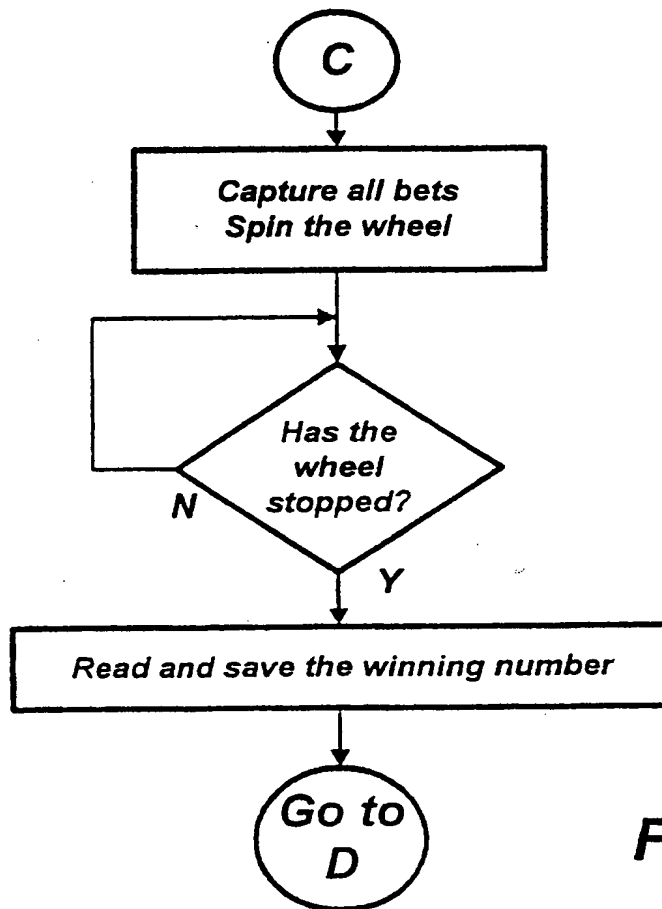 C
Capture all bets
Spin the wheel
Has the
wheel
stopped?
N
Y
Read and save the winning number
Go to
D
F